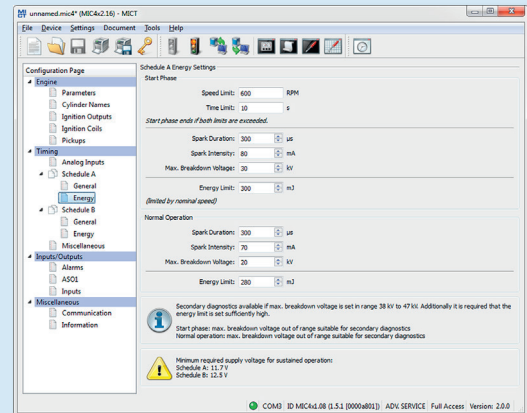 unnamed.mic4* (MIC4x2.16) - MICT
File Device Settings Document Tools Help
Configuration Page
Engine
Parameters
Cylinder Names
Ignition Outputs
Ignition Coils
Pickups
Timing
Analog Inputs
Schedule A
General
Energy
Schedule B
General
Energy
Miscellaneous
Inputs/Outputs
Alarms
ASO1
Inputs
Miscellaneous
Communication
Information
Schedule A Energy Settings
Start Phase
Speed Limit: 600 RPM
Time Limit: 10 s
Start phase ends if both limits are exceeded.
Spark Duration: 300 µs
Spark Intensity: 80 mA
Max. Breakdown Voltage: 30 kV
Energy Limit: 300 mJ
(limited by nominal speed)
Normal Operation
Spark Duration: 300 µs
Spark Intensity: 70 mA
Max. Breakdown Voltage: 20 kV
Energy Limit: 280 mJ
Secondary diagnostics available if max. breakdown voltage is set in range 38 kV to 47 kV. Additionally it is required that the
energy limit is set sufficiently high.
Start phase: max. breakdown voltage out of range suitable for secondary diagnostics
Normal operation: max. breakdown voltage out of range suitable for secondary diagnostics
Minimum required supply voltage for sustained operation:
Schedule A: 11.7 V
Schedule B: 12.5 V
COM3 ID MIC4x1.08 (1.5.1 [0000a801]) ADV. SERVICE Full Access Version: 2.0.0